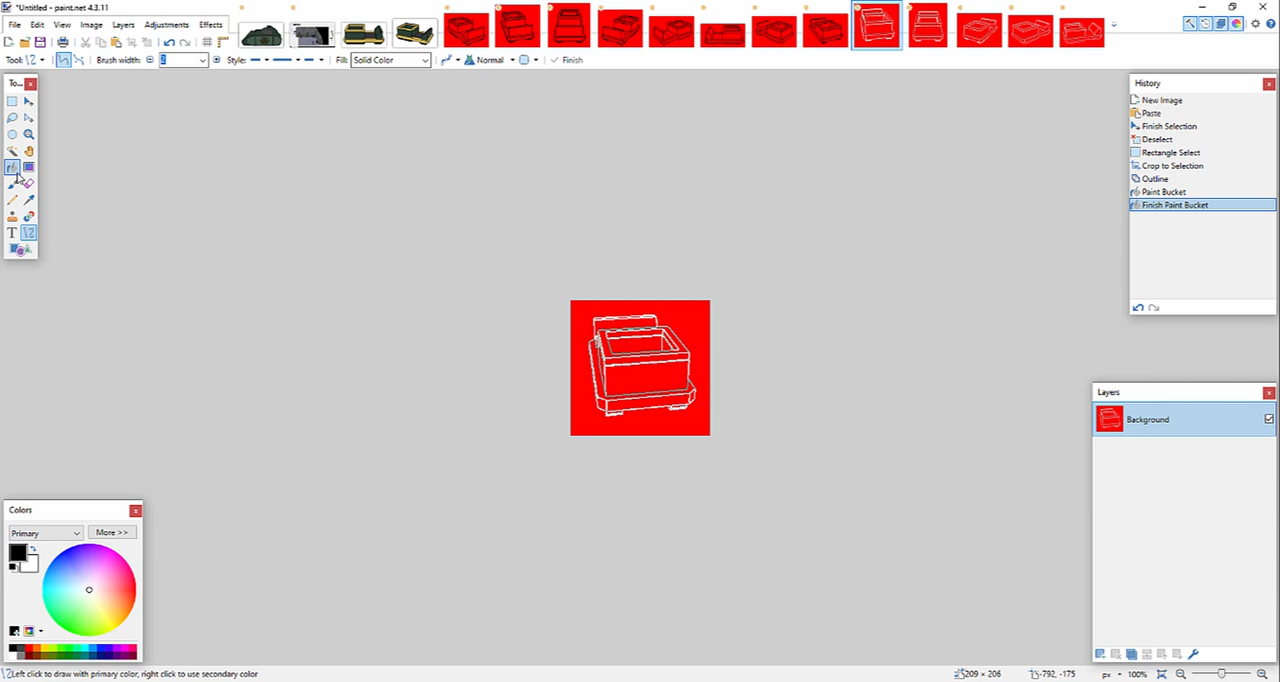 *Untitled - paint.net 4.3.11
File Edit View Image Layers Adjustments Effects
Tool: Brush width: 2 Style: Fill: Solid Color Normal Finish
To...
T
History
New Image
Paste
Finish Selection
Deselect
Rectangle Select
Crop to Selection
Outline
Paint Bucket
Finish Paint Bucket
Layers
Background
Colors
Primary More >>
Left click to draw with primary color, right click to use secondary color 209 × 206 -792, -175 px 100%